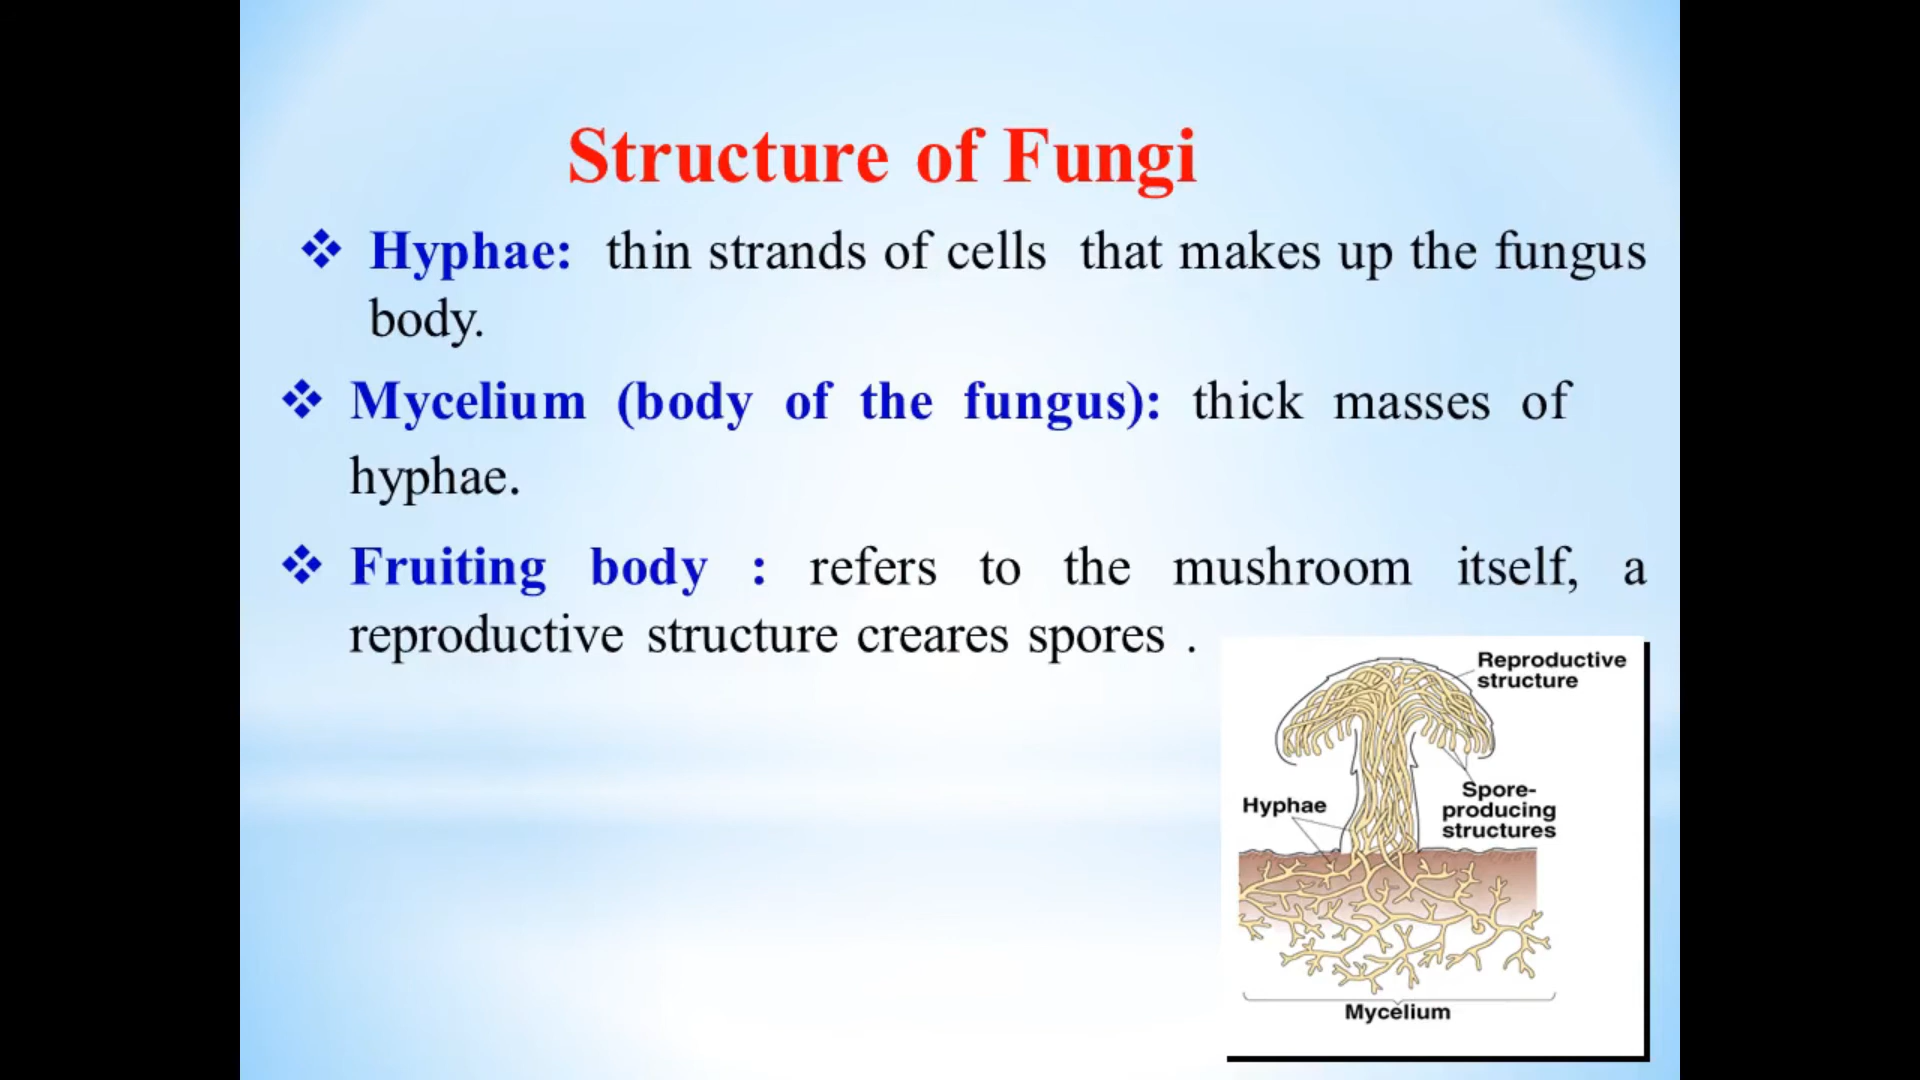 Structure of Fungi
❖ Hyphae: thin strands of cells that makes up the fungus
body.
❖ Mycelium (body of the fungus): thick masses of
hyphae.
❖ Fruiting body : refers to the mushroom itself, a
reproductive structure creares spores .
Reproductive
structure
Hyphae
Spore-
producing
structures
Mycelium